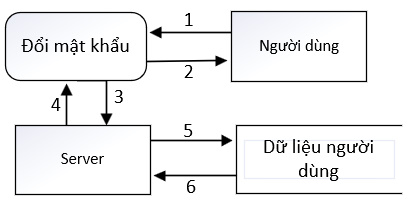 1
Đổi mật khẩu
Người dùng
2
4
3
5
Server
Dữ liệu người
dùng
6